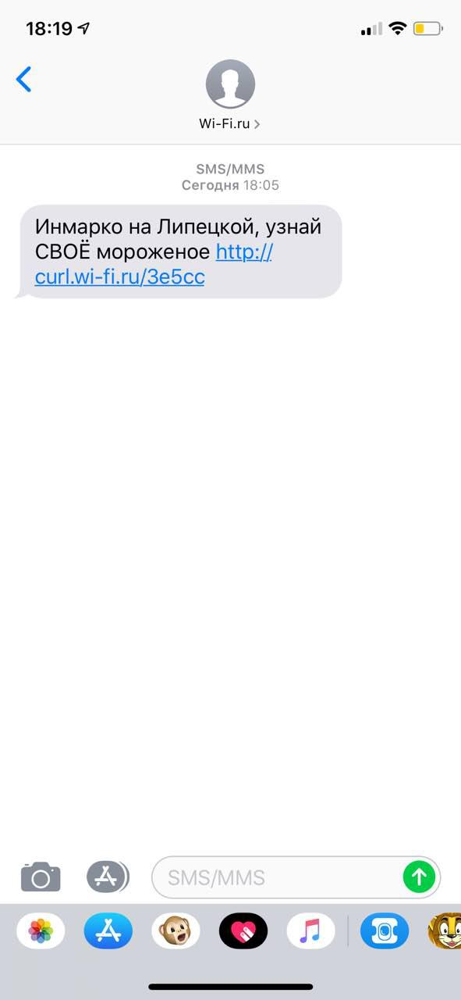 18:19
Wi-Fi.ru
SMS/MMS
Сегодня 18:05
Инмарко на Липецкой, узнай
СВОЁ мороженое http://
curl.wi-fi.ru/3e5cc
SMS/MMS